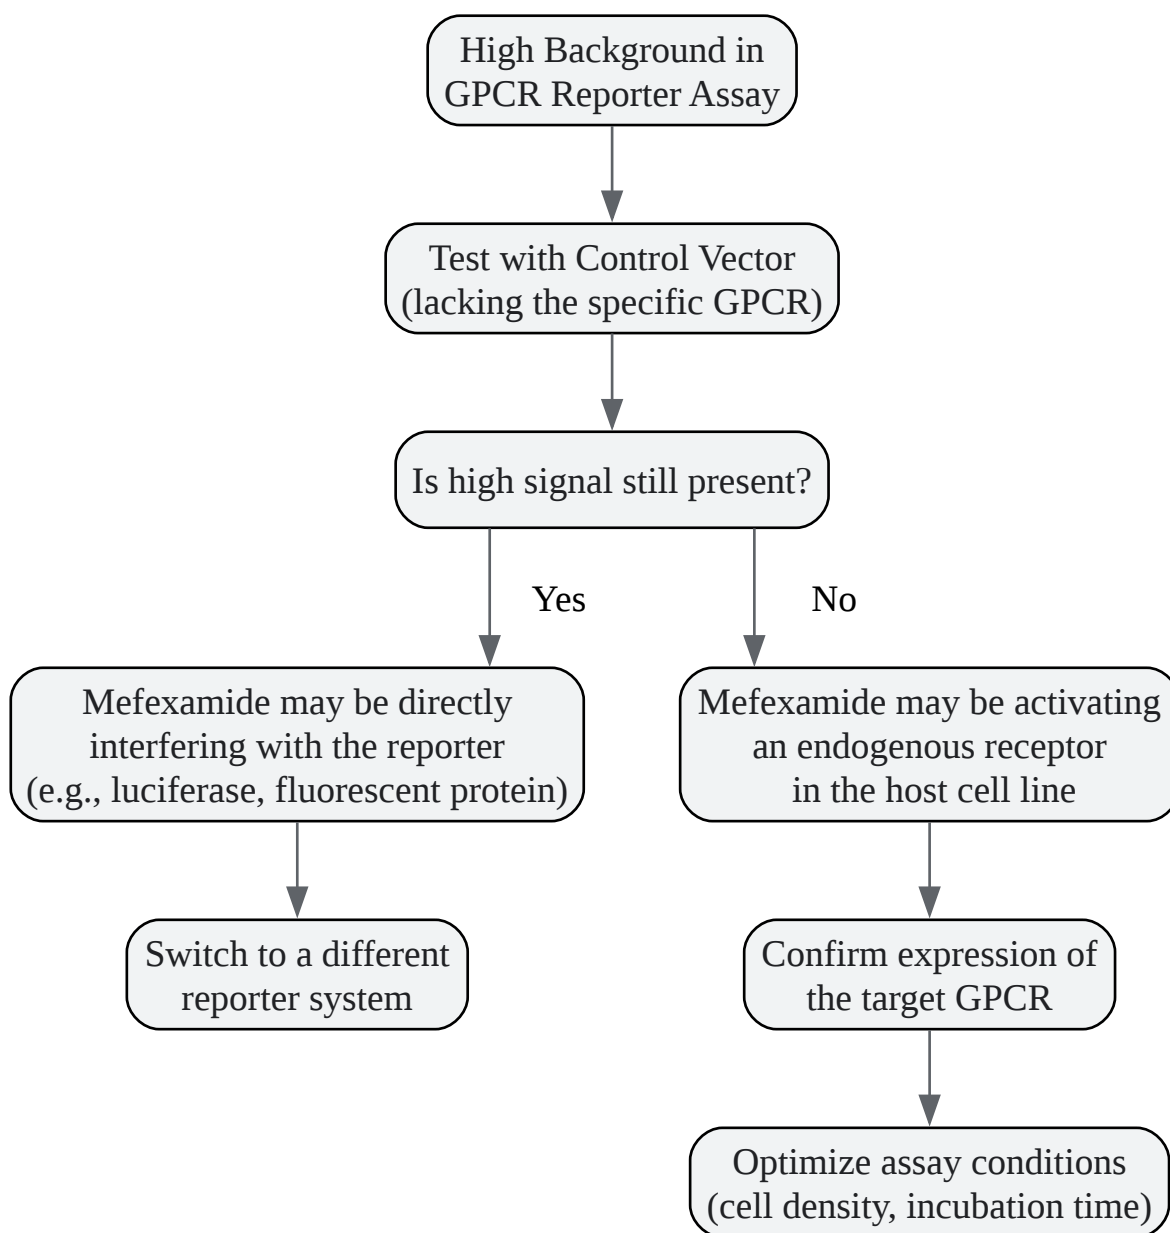 High Background in
GPCR Reporter Assay
Test with Control Vector
(lacking the specific GPCR)
Is high signal still present?
Yes
No
Mefexamide may be directly
interfering with the reporter
(e.g., luciferase, fluorescent protein)
Mefexamide may be activating
an endogenous receptor
in the host cell line
Switch to a different
reporter system
Confirm expression of
the target GPCR
Optimize assay conditions
(cell density, incubation time)